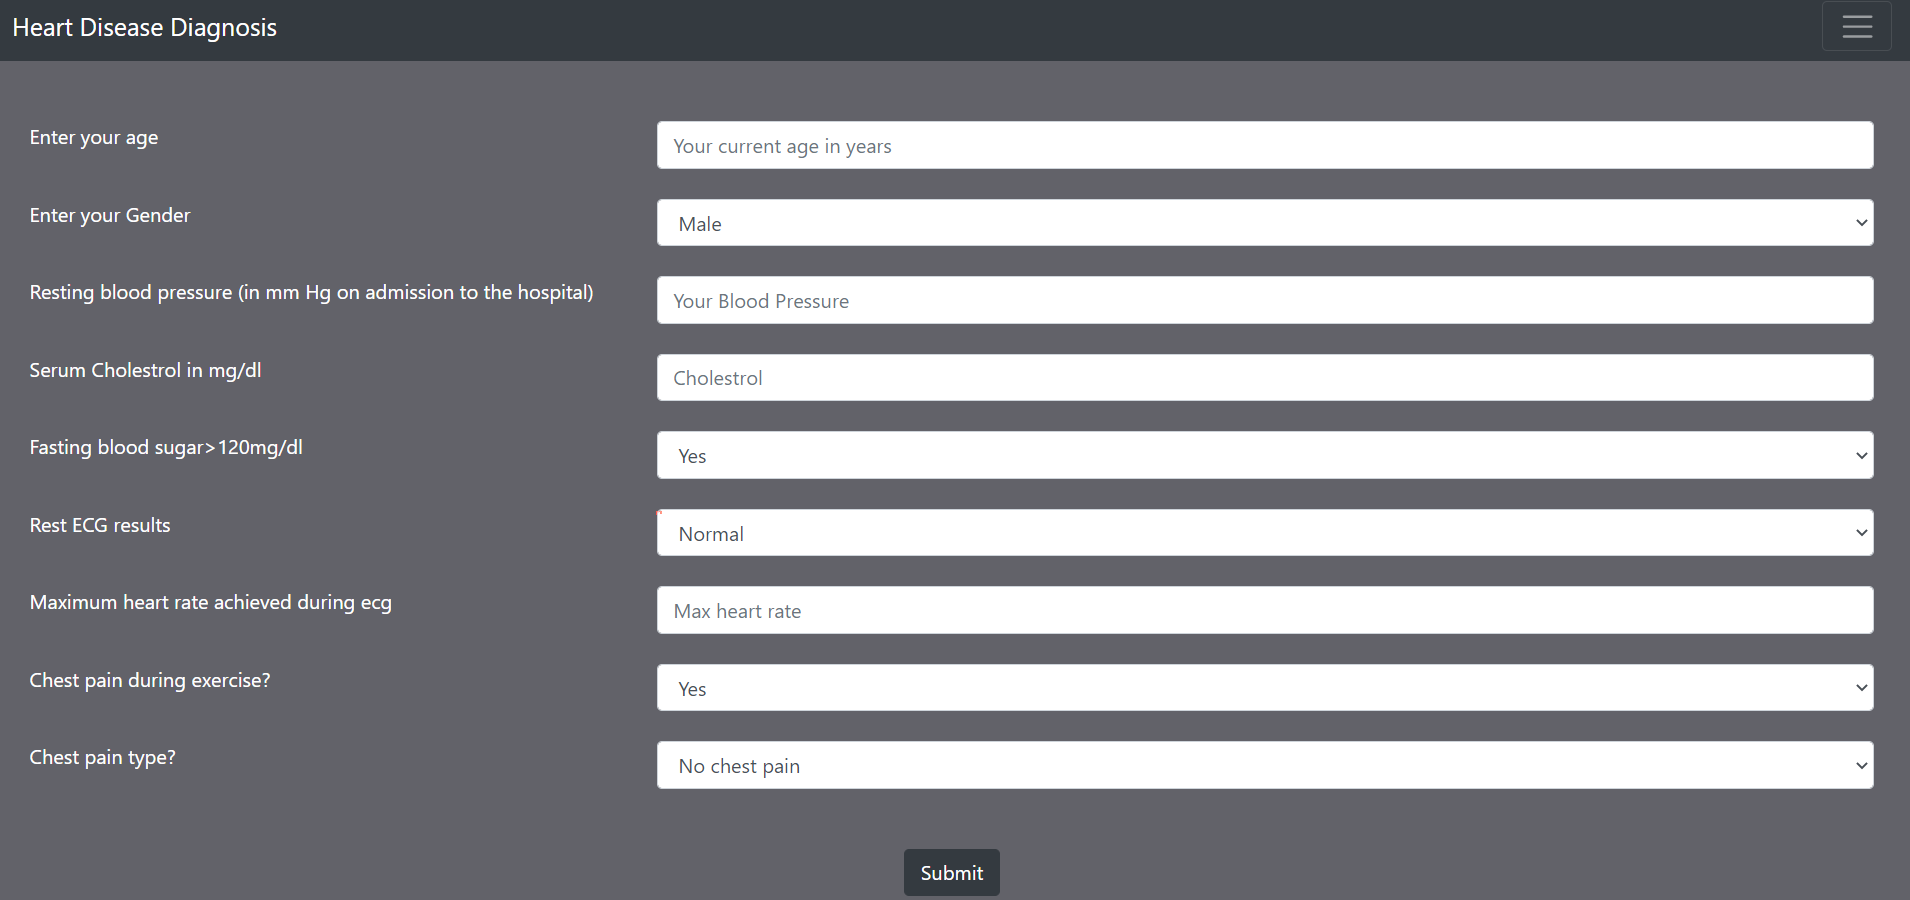 Heart Disease Diagnosis
Enter your age
Your current age in years
Enter your Gender
Male
Resting blood pressure (in mm Hg on admission to the hospital)
Your Blood Pressure
Serum Cholestrol in mg/dl
Cholestrol
Fasting blood sugar>120mg/dl
Yes
Rest ECG results
Normal
Maximum heart rate achieved during ecg
Max heart rate
Chest pain during exercise?
Yes
Chest pain type?
No chest pain
Submit